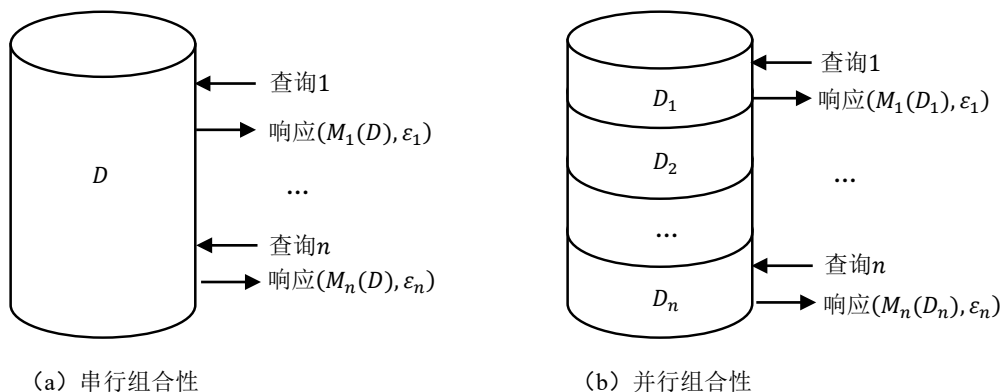 查询1
响应(M₁(D), ε₁)
D
...
查询n
响应(Mₙ(D), εₙ)
（a）串行组合性
查询1
D₁
响应(M₁(D₁), ε₁)
D₂
...
...
查询n
Dₙ
响应(Mₙ(Dₙ), εₙ)
（b）并行组合性